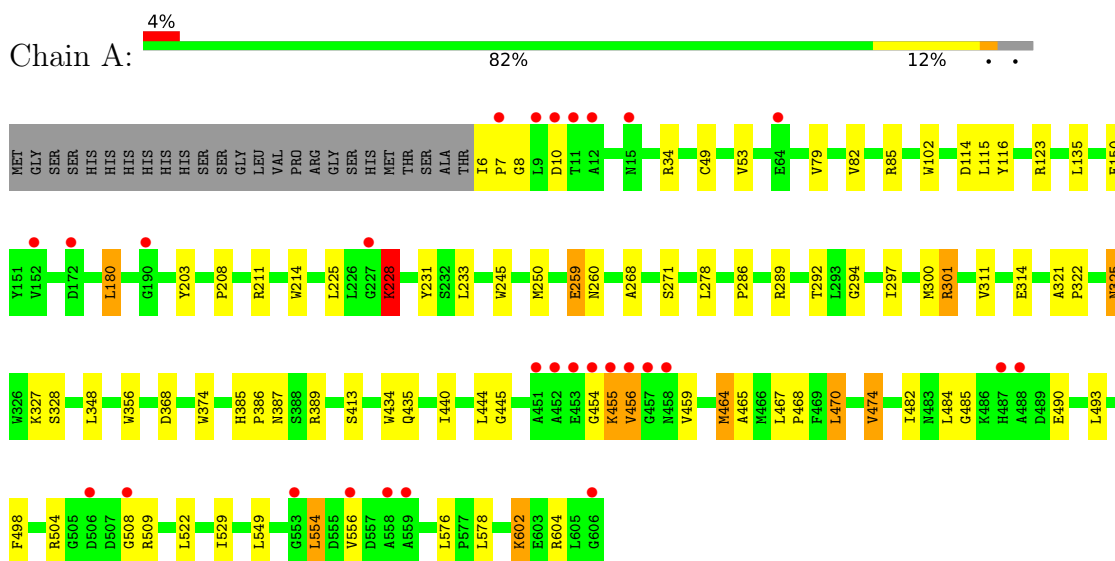 4%
Chain A:
82% 12% • •
MET GLY SER SER HIS HIS HIS HIS HIS HIS SER SER GLY LEU VAL PRO ARG GLY SER HIS MET THR SER ALA THR I6 P7 G8 L9 D10 T11 A12 N15 R34 C49 V53 E64 V79 V82 R85 W102 D114 L115 Y116 R123 L135 E150
Y151 V152 D172 L180 G190 Y203 P208 R211 W214 L225 L226 G227 K228 Y231 S232 L233 W245 M250 E259 N260 A268 S271 L278 P286 R289 T292 L293 G294 I297 M300 R301 V311 E314 A321 P322 N325
W326 K327 S328 L348 W356 D368 W374 H385 P386 N387 S388 R389 S413 W434 Q435 I440 L444 G445 A451 A452 E453 G454 K455 V456 G457 N458 V459 M464 A465 M466 L467 P468 F469 L470 V474 I482 N483 L484 G485 K486 H487 A488 D489 E490 L493
F498 R504 G505 D506 D507 G508 R509 L522 I529 L549 G553 L554 D555 V556 D557 A558 A559 L576 P577 L578 K602 E603 R604 L605 G606